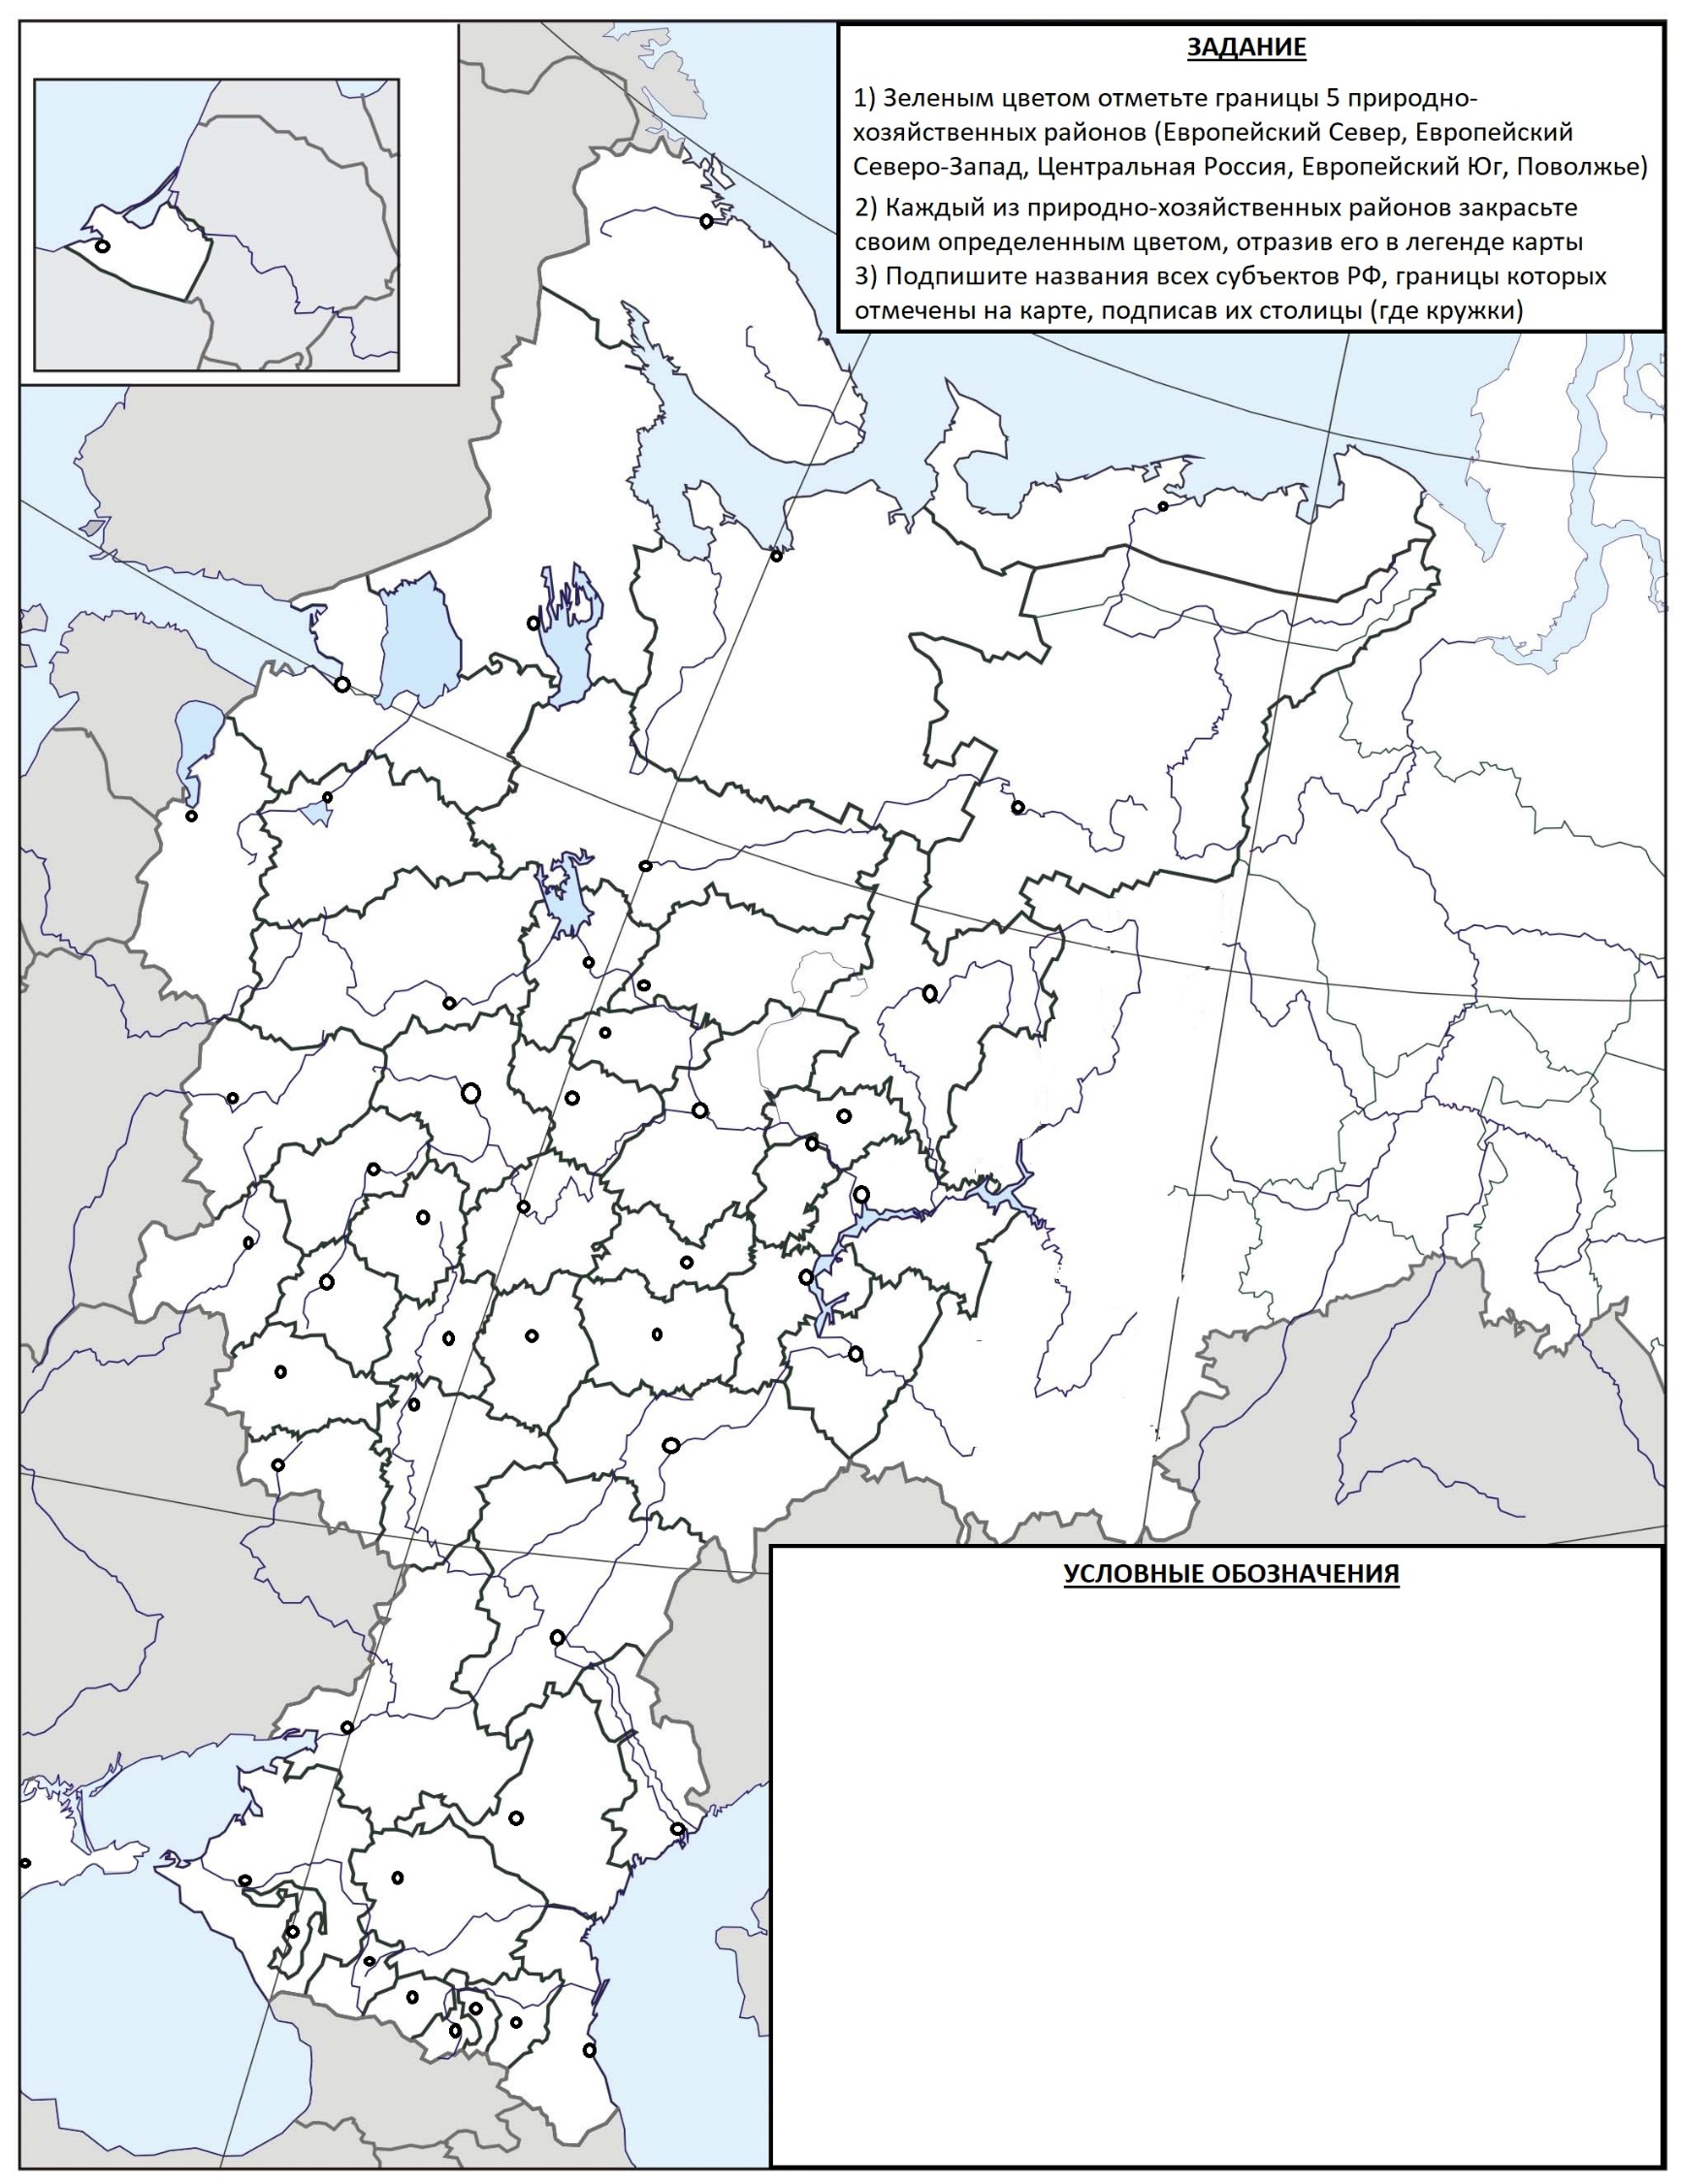 ЗАДАНИЕ
1) Зеленым цветом отметьте границы 5 природно-
хозяйственных районов (Европейский Север, Европейский
Северо-Запад, Центральная Россия, Европейский Юг, Поволжье)
2) Каждый из природно-хозяйственных районов закрасьте
своим определенным цветом, отразив его в легенде карты
3) Подпишите названия всех субъектов РФ, границы которых
отмечены на карте, подписав их столицы (где кружки)
УСЛОВНЫЕ ОБОЗНАЧЕНИЯ